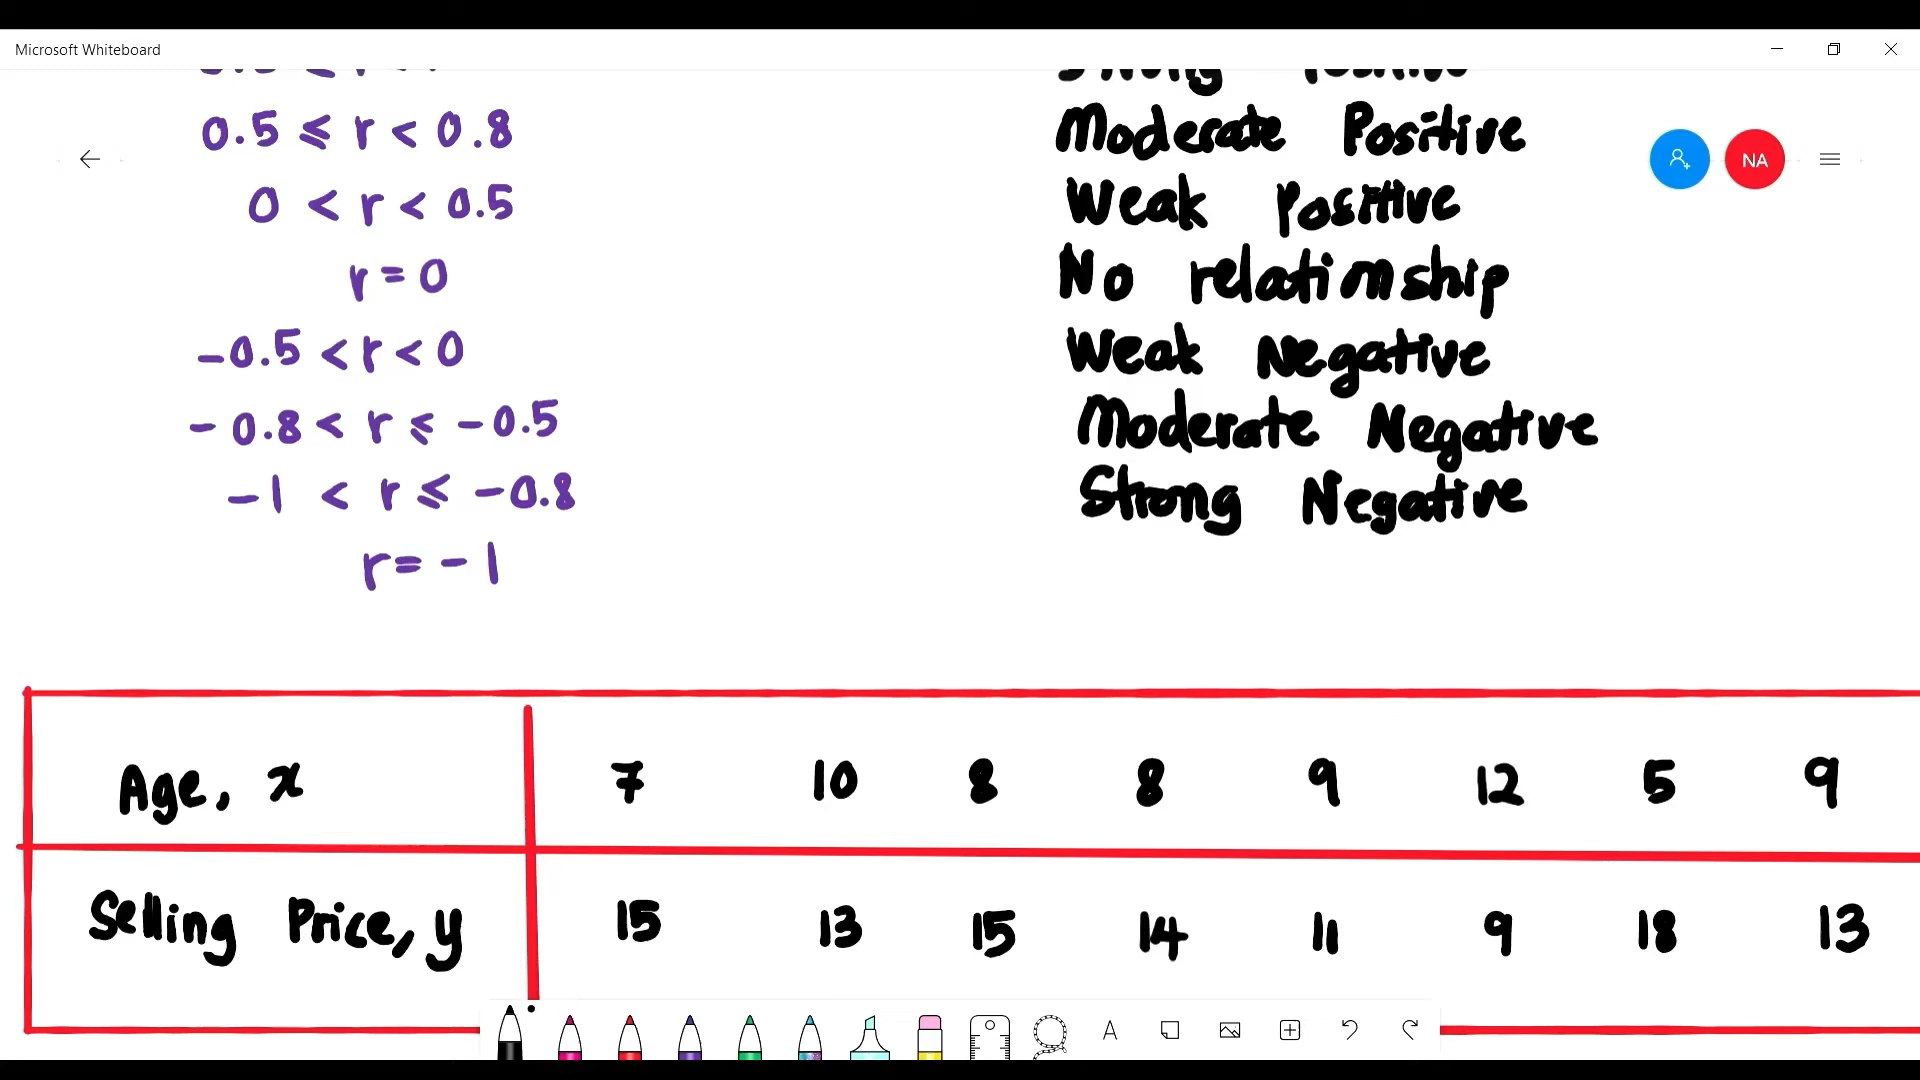 Microsoft Whiteboard
0.5 ≤ r < 0.8 Moderate Positive
NA
0 < r < 0.5 Weak Positive
r = 0 No relationship
-0.5 < r < 0 Weak Negative
-0.8 < r ≤ -0.5 Moderate Negative
-1 < r ≤ -0.8 Strong Negative
r = -1
Age, x 7 10 8 8 9 12 5 9
Selling Price, y 15 13 15 14 11 9 18 13
A